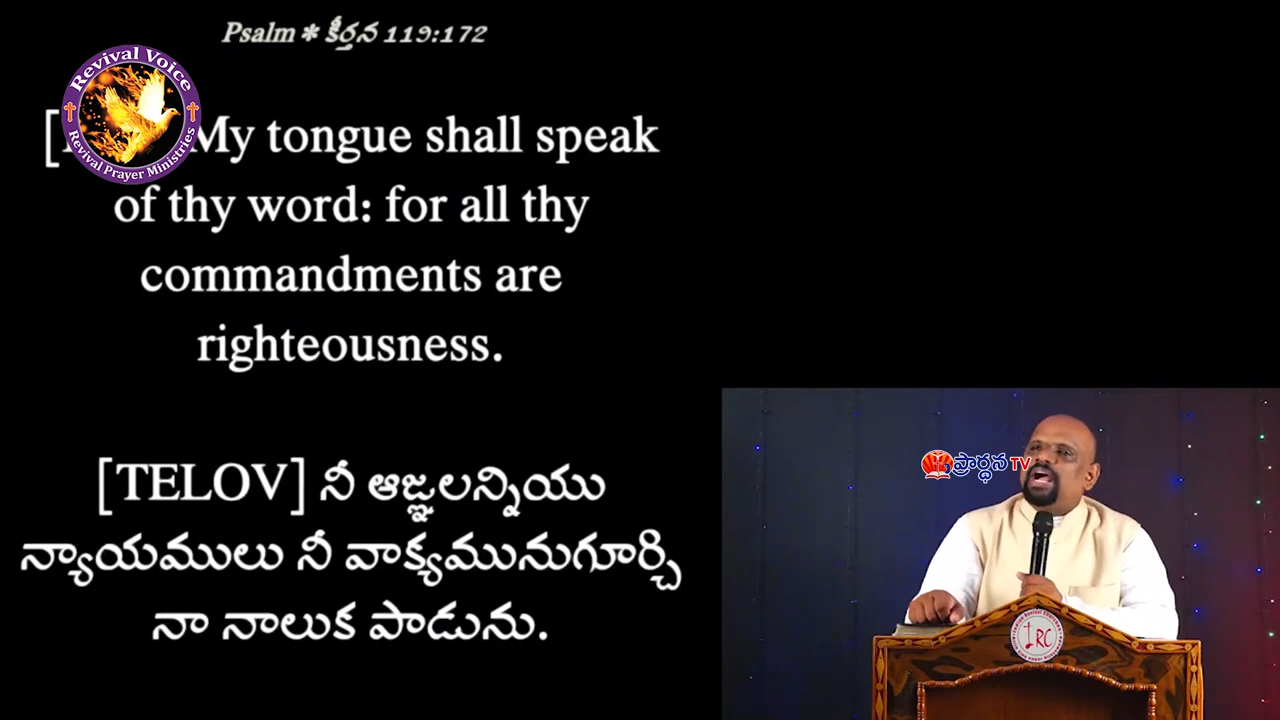 Psalm * కీర్తన 119:172
Revival Voice
Revival Prayer Ministries
My tongue shall speak
of thy word: for all thy
commandments are
righteousness.
[TELOV] నీ ఆజ్ఞలన్నియు
న్యాయములు నీ వాక్యమునుగూర్చి
నా నాలుక పాడును.
ప్రార్థన TV
IRC